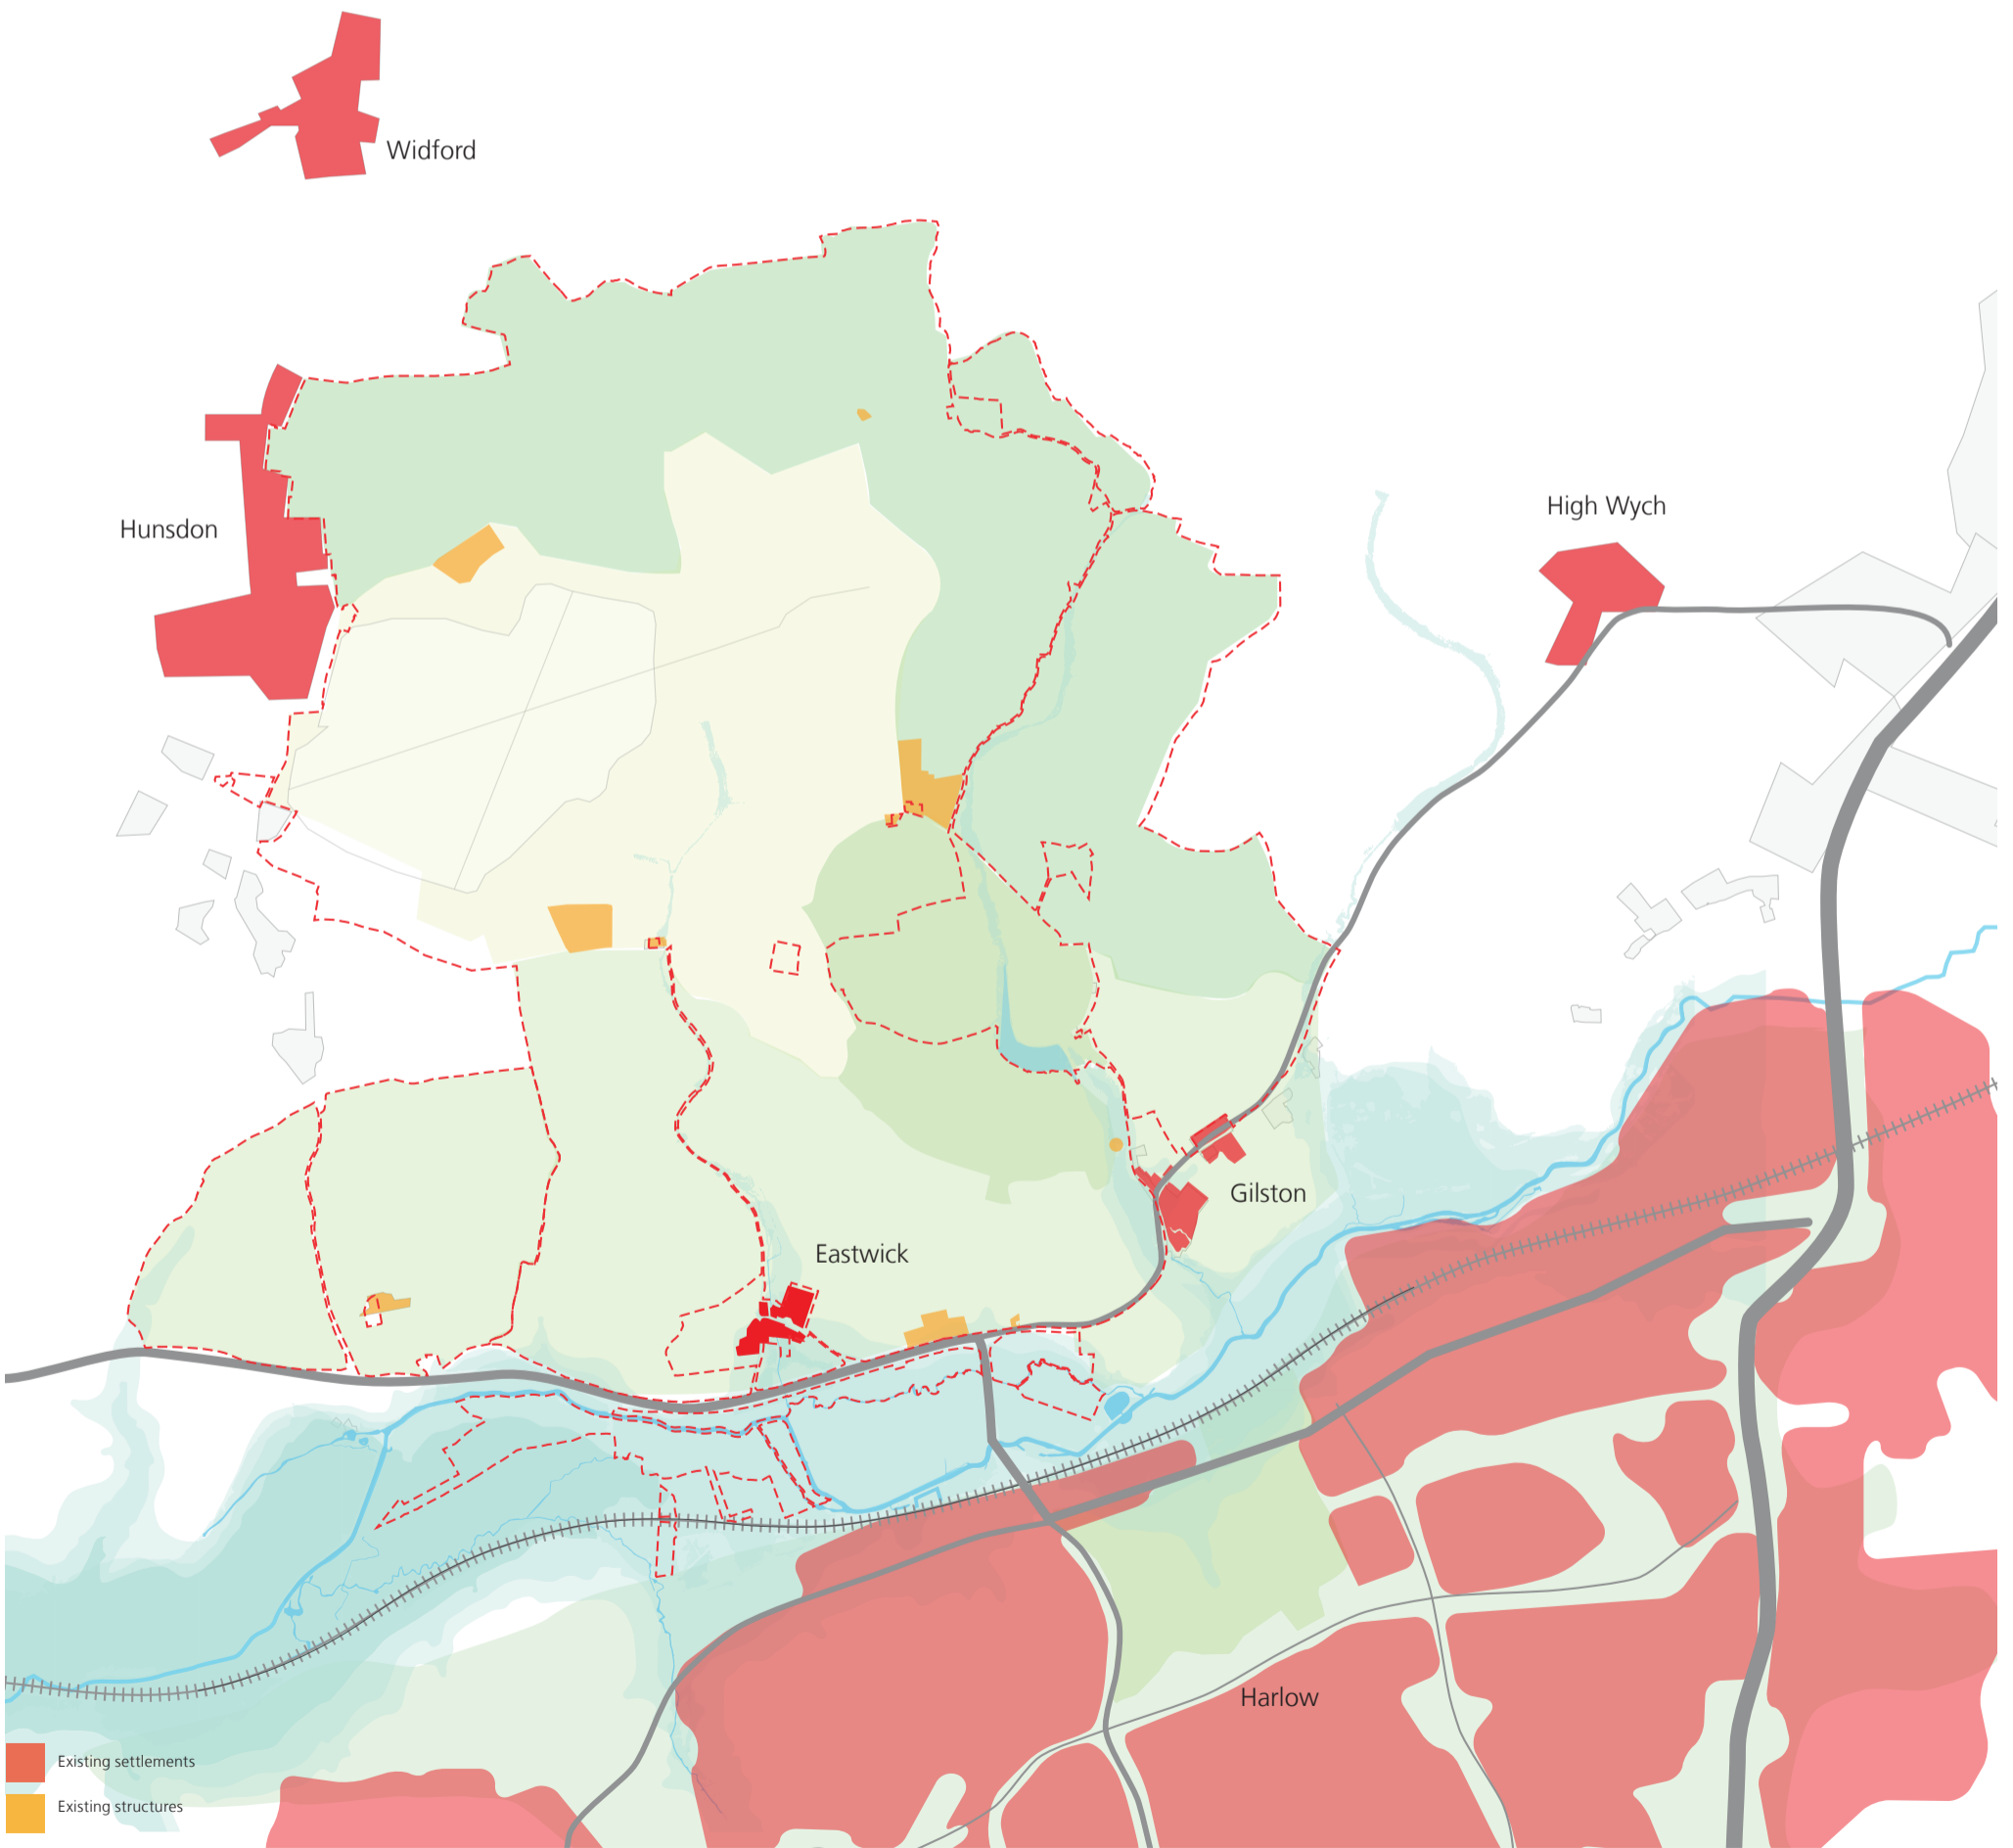 Widford
High Wych
Hunsdon
Gilston
Eastwick
Harlow
Existing settlements
Existing structures